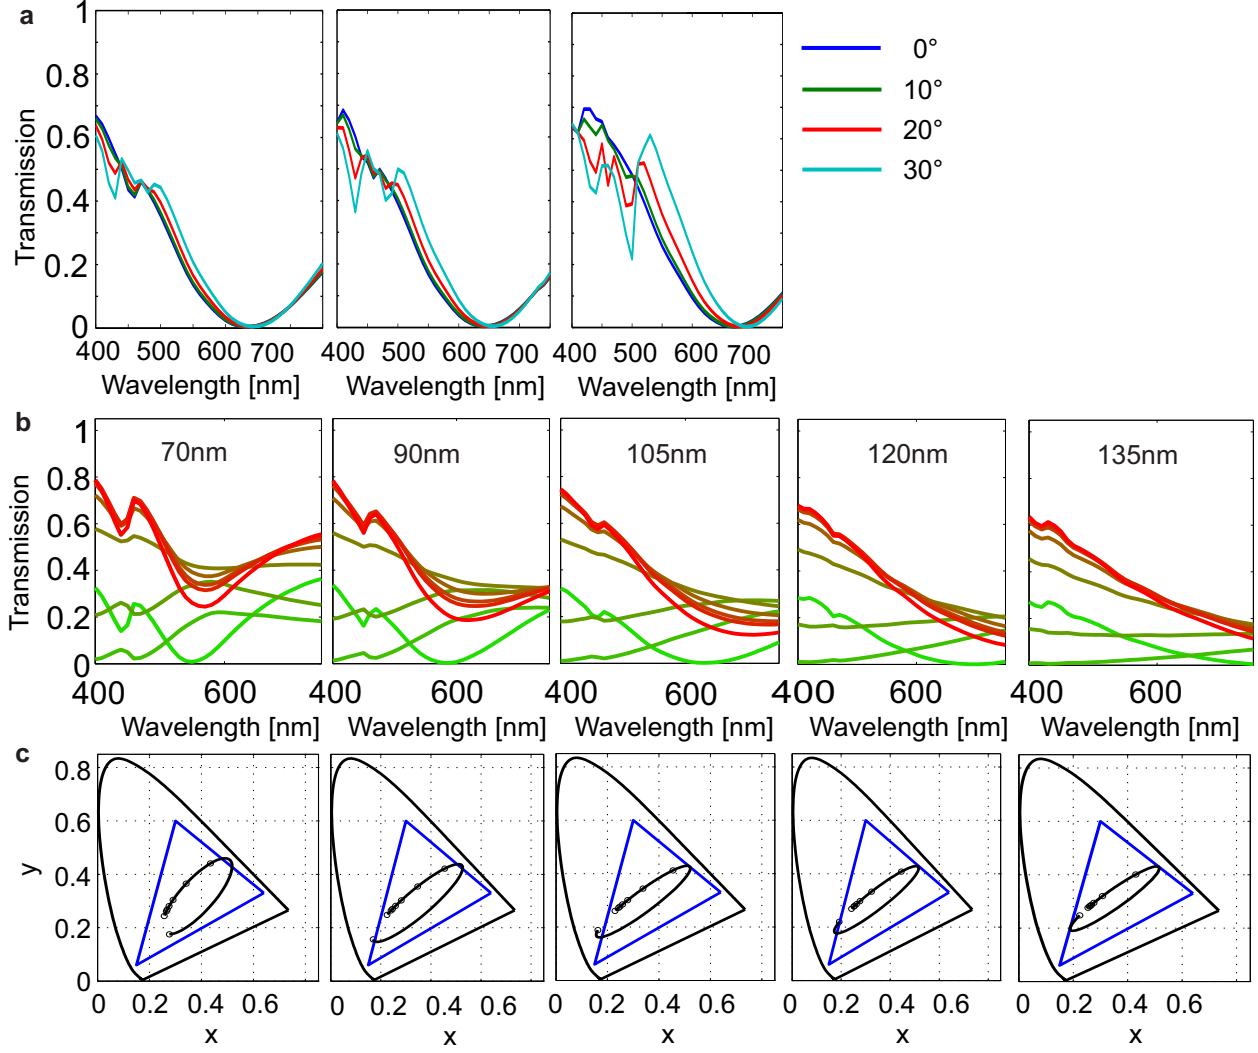 a
1
0.8
0.6
0.4
0.2
0
Transmission
400 500 600 700
400 500 600 700
400 500 600 700
Wavelength [nm]
Wavelength [nm]
Wavelength [nm]
0°
10°
20°
30°
b
70nm
90nm
105nm
120nm
135nm
1
0.8
0.6
0.4
0.2
0
Transmission
400 600
400 600
400 600
400 600
400 600
Wavelength [nm]
Wavelength [nm]
Wavelength [nm]
Wavelength [nm]
Wavelength [nm]
c
0.8
0.6
0.4
0.2
0
y
0 0.2 0.4 0.6
0 0.2 0.4 0.6
0 0.2 0.4 0.6
0 0.2 0.4 0.6
0 0.2 0.4 0.6
x
x
x
x
x